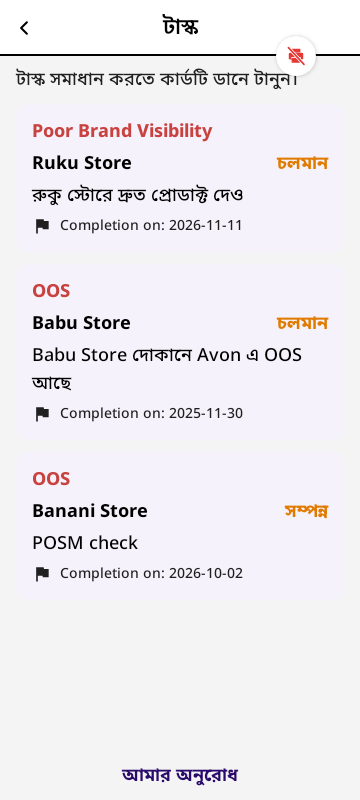 টাস্ক
টাস্ক সমাধান করতে কার্ডটি ডানে টানুন।
Poor Brand Visibility
Ruku Store চলমান
রুকু স্টোরে দ্রুত প্রোডাক্ট দেও
Completion on: 2026-11-11
OOS
Babu Store চলমান
Babu Store দোকানে Avon এ OOS
আছে
Completion on: 2025-11-30
OOS
Banani Store সম্পন্ন
POSM check
Completion on: 2026-10-02
আমার অনুরোধ